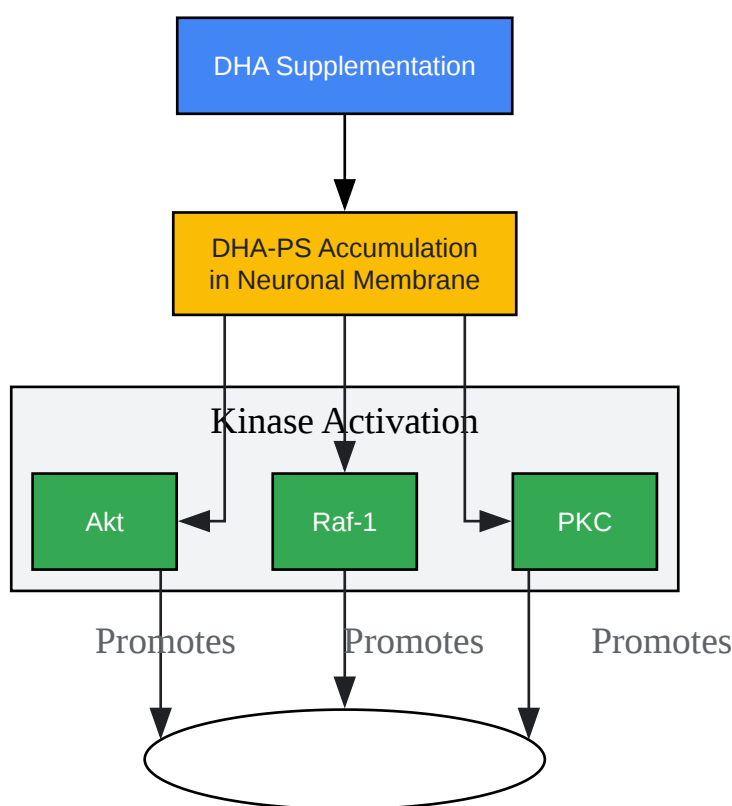 DHA Supplementation
DHA-PS Accumulation
in Neuronal Membrane
Kinase Activation
Akt
Raf-1
PKC
Promotes
Promotes
Promotes